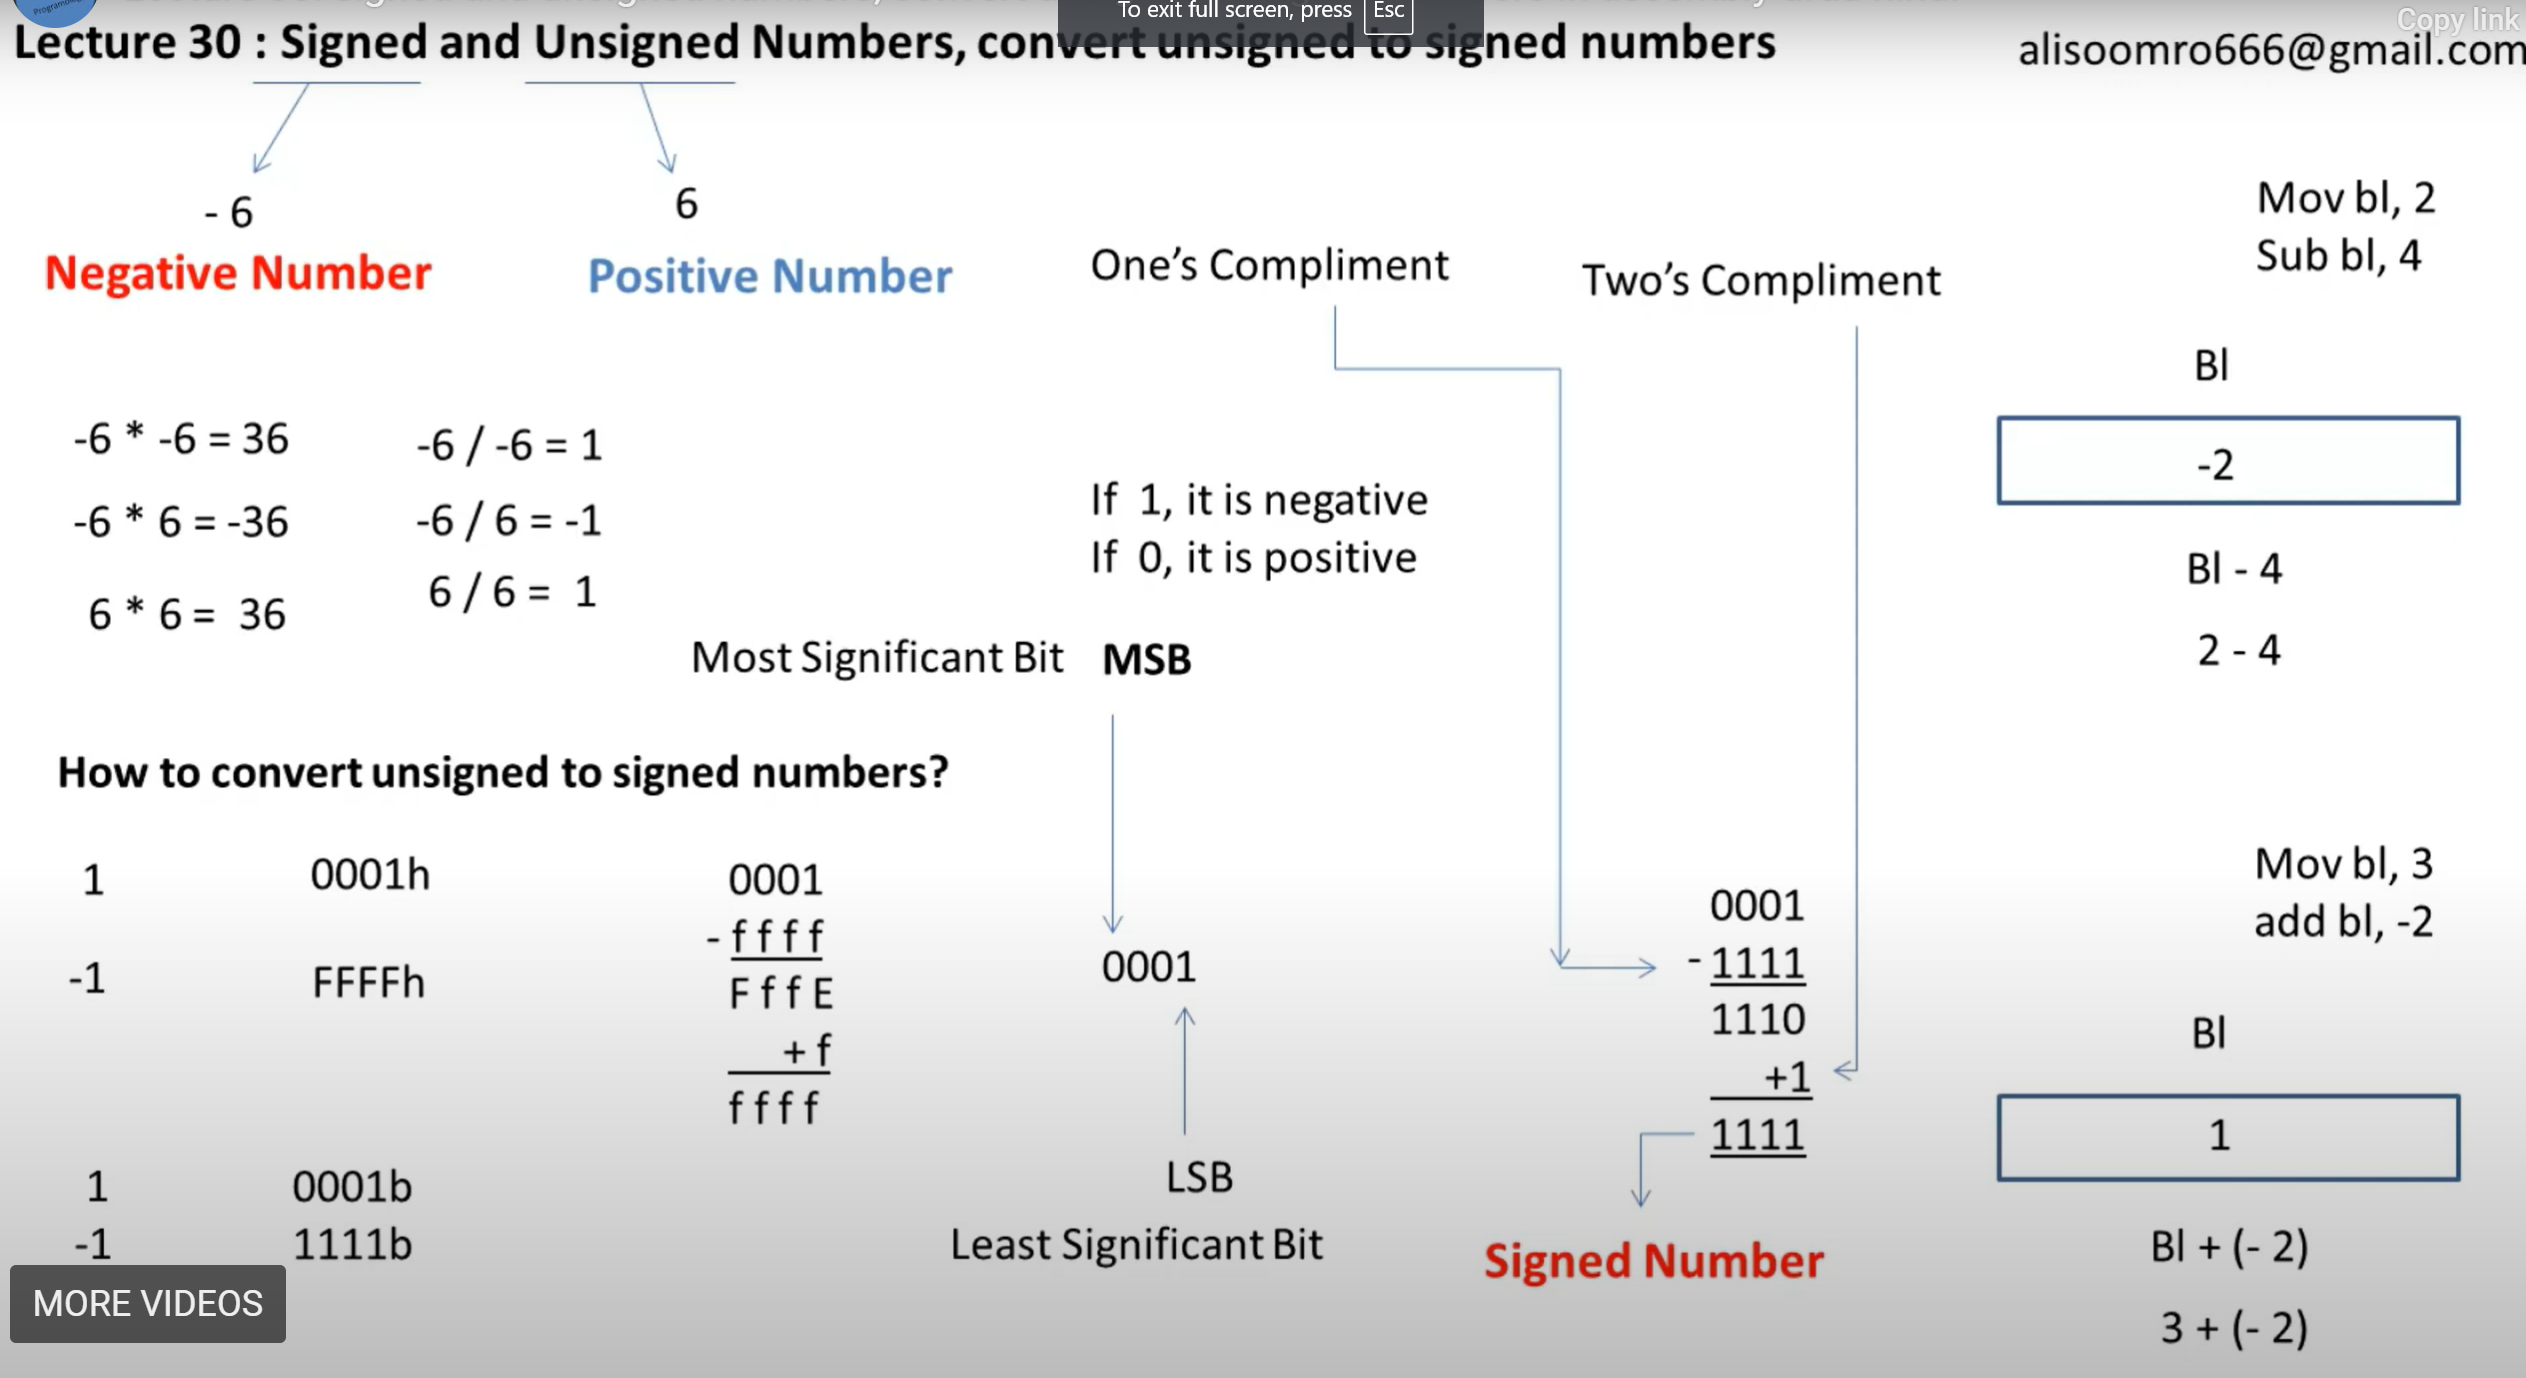 To exit full screen, press Esc
Copy link
Lecture 30 : Signed and Unsigned Numbers, convert unsigned to signed numbers
alisoomro666@gmail.com
- 6
6
Negative Number
Positive Number
-6 * -6 = 36
-6 / -6 = 1
-6 * 6 = -36
-6 / 6 = -1
6 * 6 = 36
6 / 6 = 1
One's Compliment
Two's Compliment
If 1, it is negative
If 0, it is positive
Most Significant Bit MSB
Mov bl, 2
Sub bl, 4
Bl
-2
Bl - 4
2 - 4
How to convert unsigned to signed numbers?
1
0001h
-1
FFFFh
1
0001b
-1
1111b
0001
- f f f f
F f f E
+ f
f f f f
0001
LSB
Least Significant Bit
0001
- 1111
1110
+1
1111
Signed Number
Mov bl, 3
add bl, -2
Bl
1
Bl + (- 2)
3 + (- 2)
MORE VIDEOS